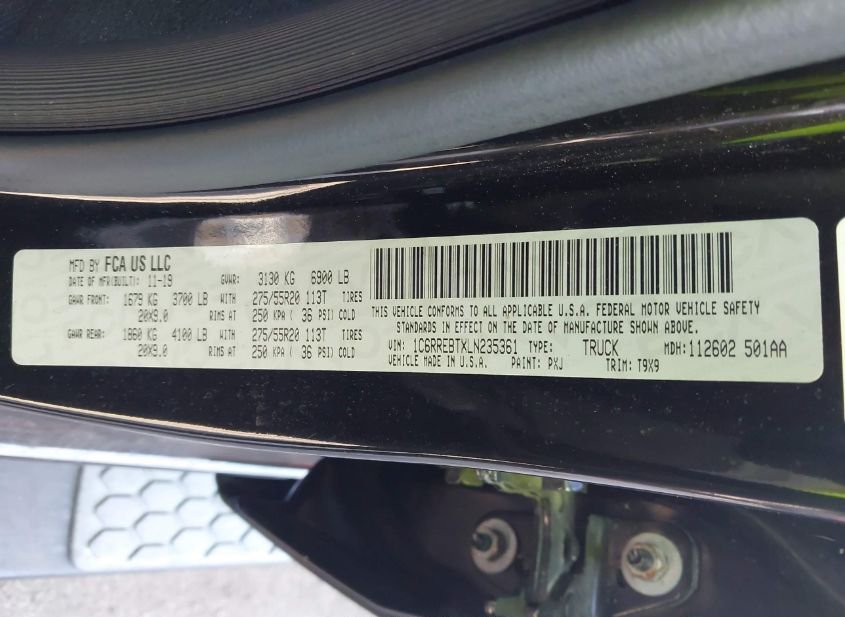 MFD BY FCA US LLC
DATE OF MFR(BUILT): 11-19 GVWR: 3130 KG 6900 LB
GAWR FRONT: 1679 KG 3700 LB WITH 275/55R20 113T TIRES
20X9.0 RIMS AT 250 KPA ( 36 PSI) COLD
GAWR REAR: 1860 KG 4100 LB WITH 275/55R20 113T TIRES
20X9.0 RIMS AT 250 KPA ( 36 PSI) COLD
THIS VEHICLE CONFORMS TO ALL APPLICABLE U.S.A. FEDERAL MOTOR VEHICLE SAFETY
STANDARDS IN EFFECT ON THE DATE OF MANUFACTURE SHOWN ABOVE.
VIN: 1C6RREBTXLN235361 TYPE: TRUCK MDH: 112602 501AA
MADE IN U.S.A. PAINT: PXJ TRIM: T9X9